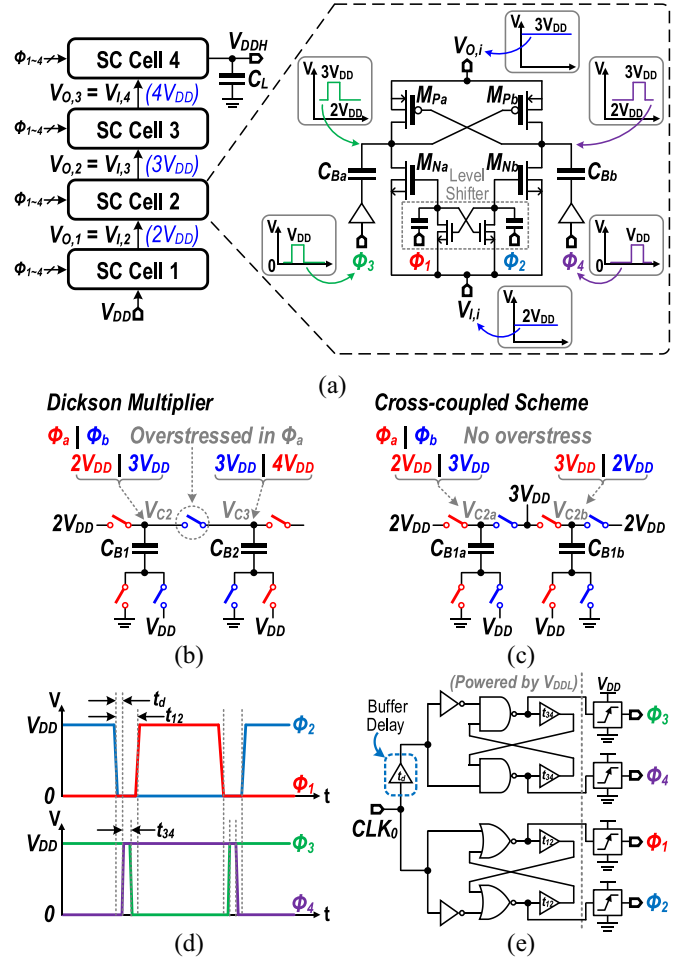 Φ1~4
SC Cell 4
VDDH
CL
VO,3 = VI,4 (4VDD)
Φ1~4
SC Cell 3
VO,2 = VI,3 (3VDD)
Φ1~4
SC Cell 2
VO,1 = VI,2 (2VDD)
Φ1~4
SC Cell 1
VDD
VO,i
V
3VDD
V
3VDD
2VDD
MPa
MPb
V
3VDD
2VDD
CBa
MNa
MNb
CBb
Level
Shifter
V
VDD
0
Φ3
Φ1
Φ2
Φ4
V
VDD
0
VI,i
V
2VDD
(a)
Dickson Multiplier
Φa | Φb
Overstressed in Φa
2VDD | 3VDD
3VDD | 4VDD
VC2
VC3
2VDD
CB1
CB2
VDD
VDD
(b)
Cross-coupled Scheme
Φa | Φb
No overstress
2VDD | 3VDD
3VDD | 2VDD
VC2a
3VDD
VC2b
2VDD
2VDD
CB1a
CB1b
VDD
VDD
(c)
V
td
t12
VDD
Φ2
0
Φ1
t
V
t34
VDD
Φ3
0
Φ4
t
(d)
(Powered by VDDL)
VDD
Buffer
Delay
t34
Φ3
td
t34
Φ4
CLK0
t12
Φ1
t12
Φ2
(e)